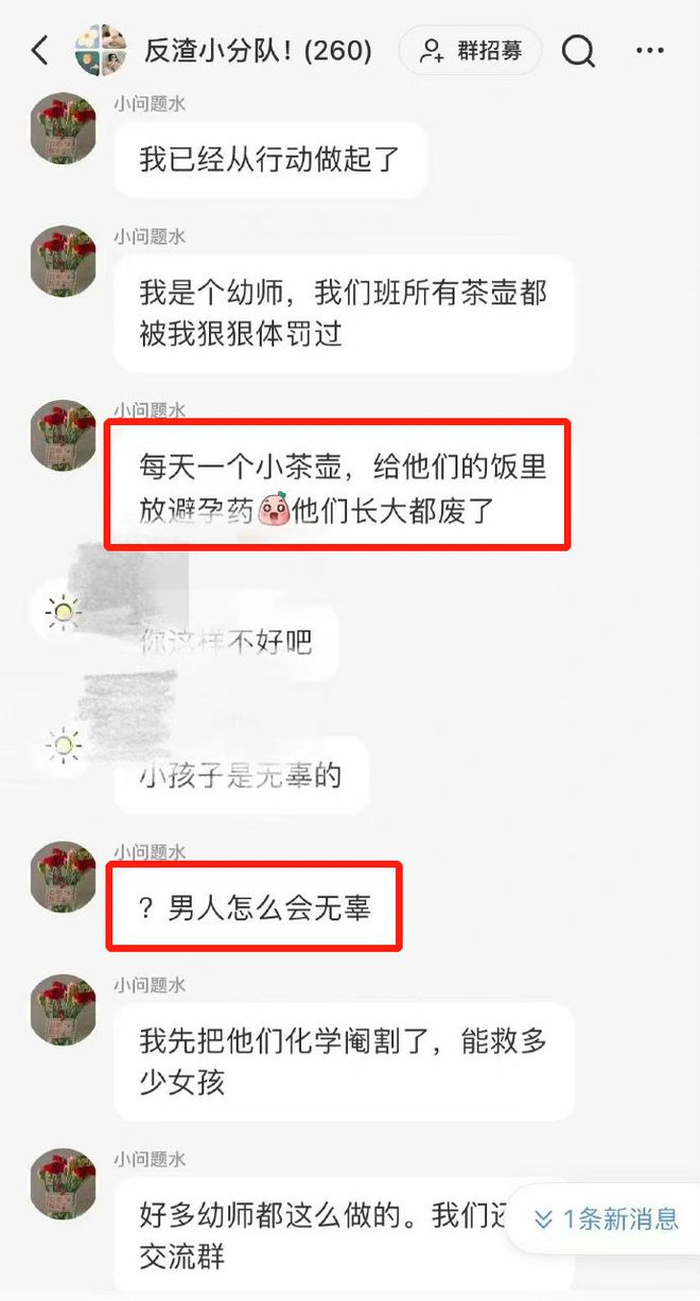 反渣小分队！(260)
群招募
小问题水
我已经从行动做起了
小问题水
我是个幼师，我们班所有茶壶都
被我狠狠体罚过
小问题水
每天一个小茶壶，给他们的饭里
放避孕药他们长大都废了
你这样不好吧
小孩子是无辜的
小问题水
？男人怎么会无辜
小问题水
我先把他们化学阉割了，能救多
少女孩
小问题水
好多幼师都这么做的。我们还
交流群
1条新消息